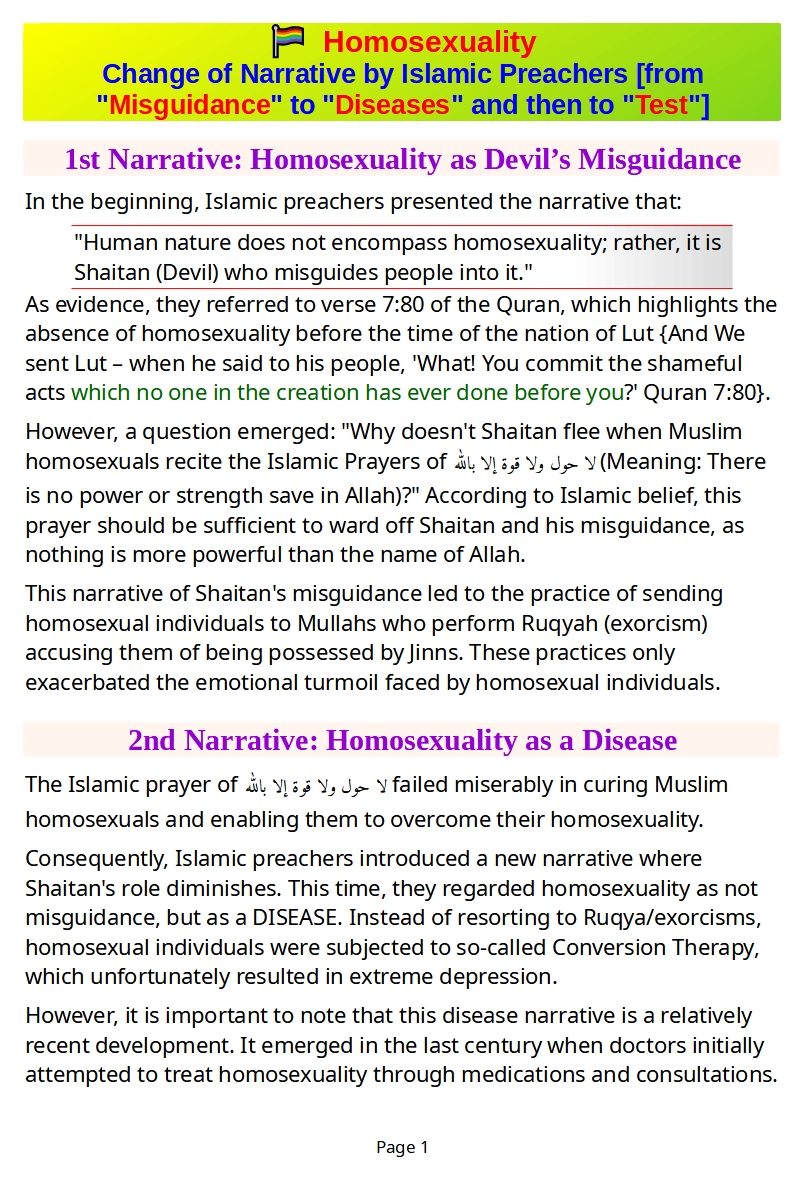 Homosexuality
Change of Narrative by Islamic Preachers [from
"Misguidance" to "Diseases" and then to "Test"]
1st Narrative: Homosexuality as Devil’s Misguidance
In the beginning, Islamic preachers presented the narrative that:
"Human nature does not encompass homosexuality; rather, it is
Shaitan (Devil) who misguides people into it."
As evidence, they referred to verse 7:80 of the Quran, which highlights the
absence of homosexuality before the time of the nation of Lut {And We
sent Lut – when he said to his people, 'What! You commit the shameful
acts which no one in the creation has ever done before you?' Quran 7:80}.
However, a question emerged: "Why doesn't Shaitan flee when Muslim
homosexuals recite the Islamic Prayers of لا حول ولا قوة إلا بالله (Meaning: There
is no power or strength save in Allah)?" According to Islamic belief, this
prayer should be sufficient to ward off Shaitan and his misguidance, as
nothing is more powerful than the name of Allah.
This narrative of Shaitan's misguidance led to the practice of sending
homosexual individuals to Mullahs who perform Ruqyah (exorcism)
accusing them of being possessed by Jinns. These practices only
exacerbated the emotional turmoil faced by homosexual individuals.
2nd Narrative: Homosexuality as a Disease
The Islamic prayer of لا حول ولا قوة إلا بالله failed miserably in curing Muslim
homosexuals and enabling them to overcome their homosexuality.
Consequently, Islamic preachers introduced a new narrative where
Shaitan's role diminishes. This time, they regarded homosexuality as not
misguidance, but as a DISEASE. Instead of resorting to Ruqya/exorcisms,
homosexual individuals were subjected to so-called Conversion Therapy,
which unfortunately resulted in extreme depression.
However, it is important to note that this disease narrative is a relatively
recent development. It emerged in the last century when doctors initially
attempted to treat homosexuality through medications and consultations.
Page 1